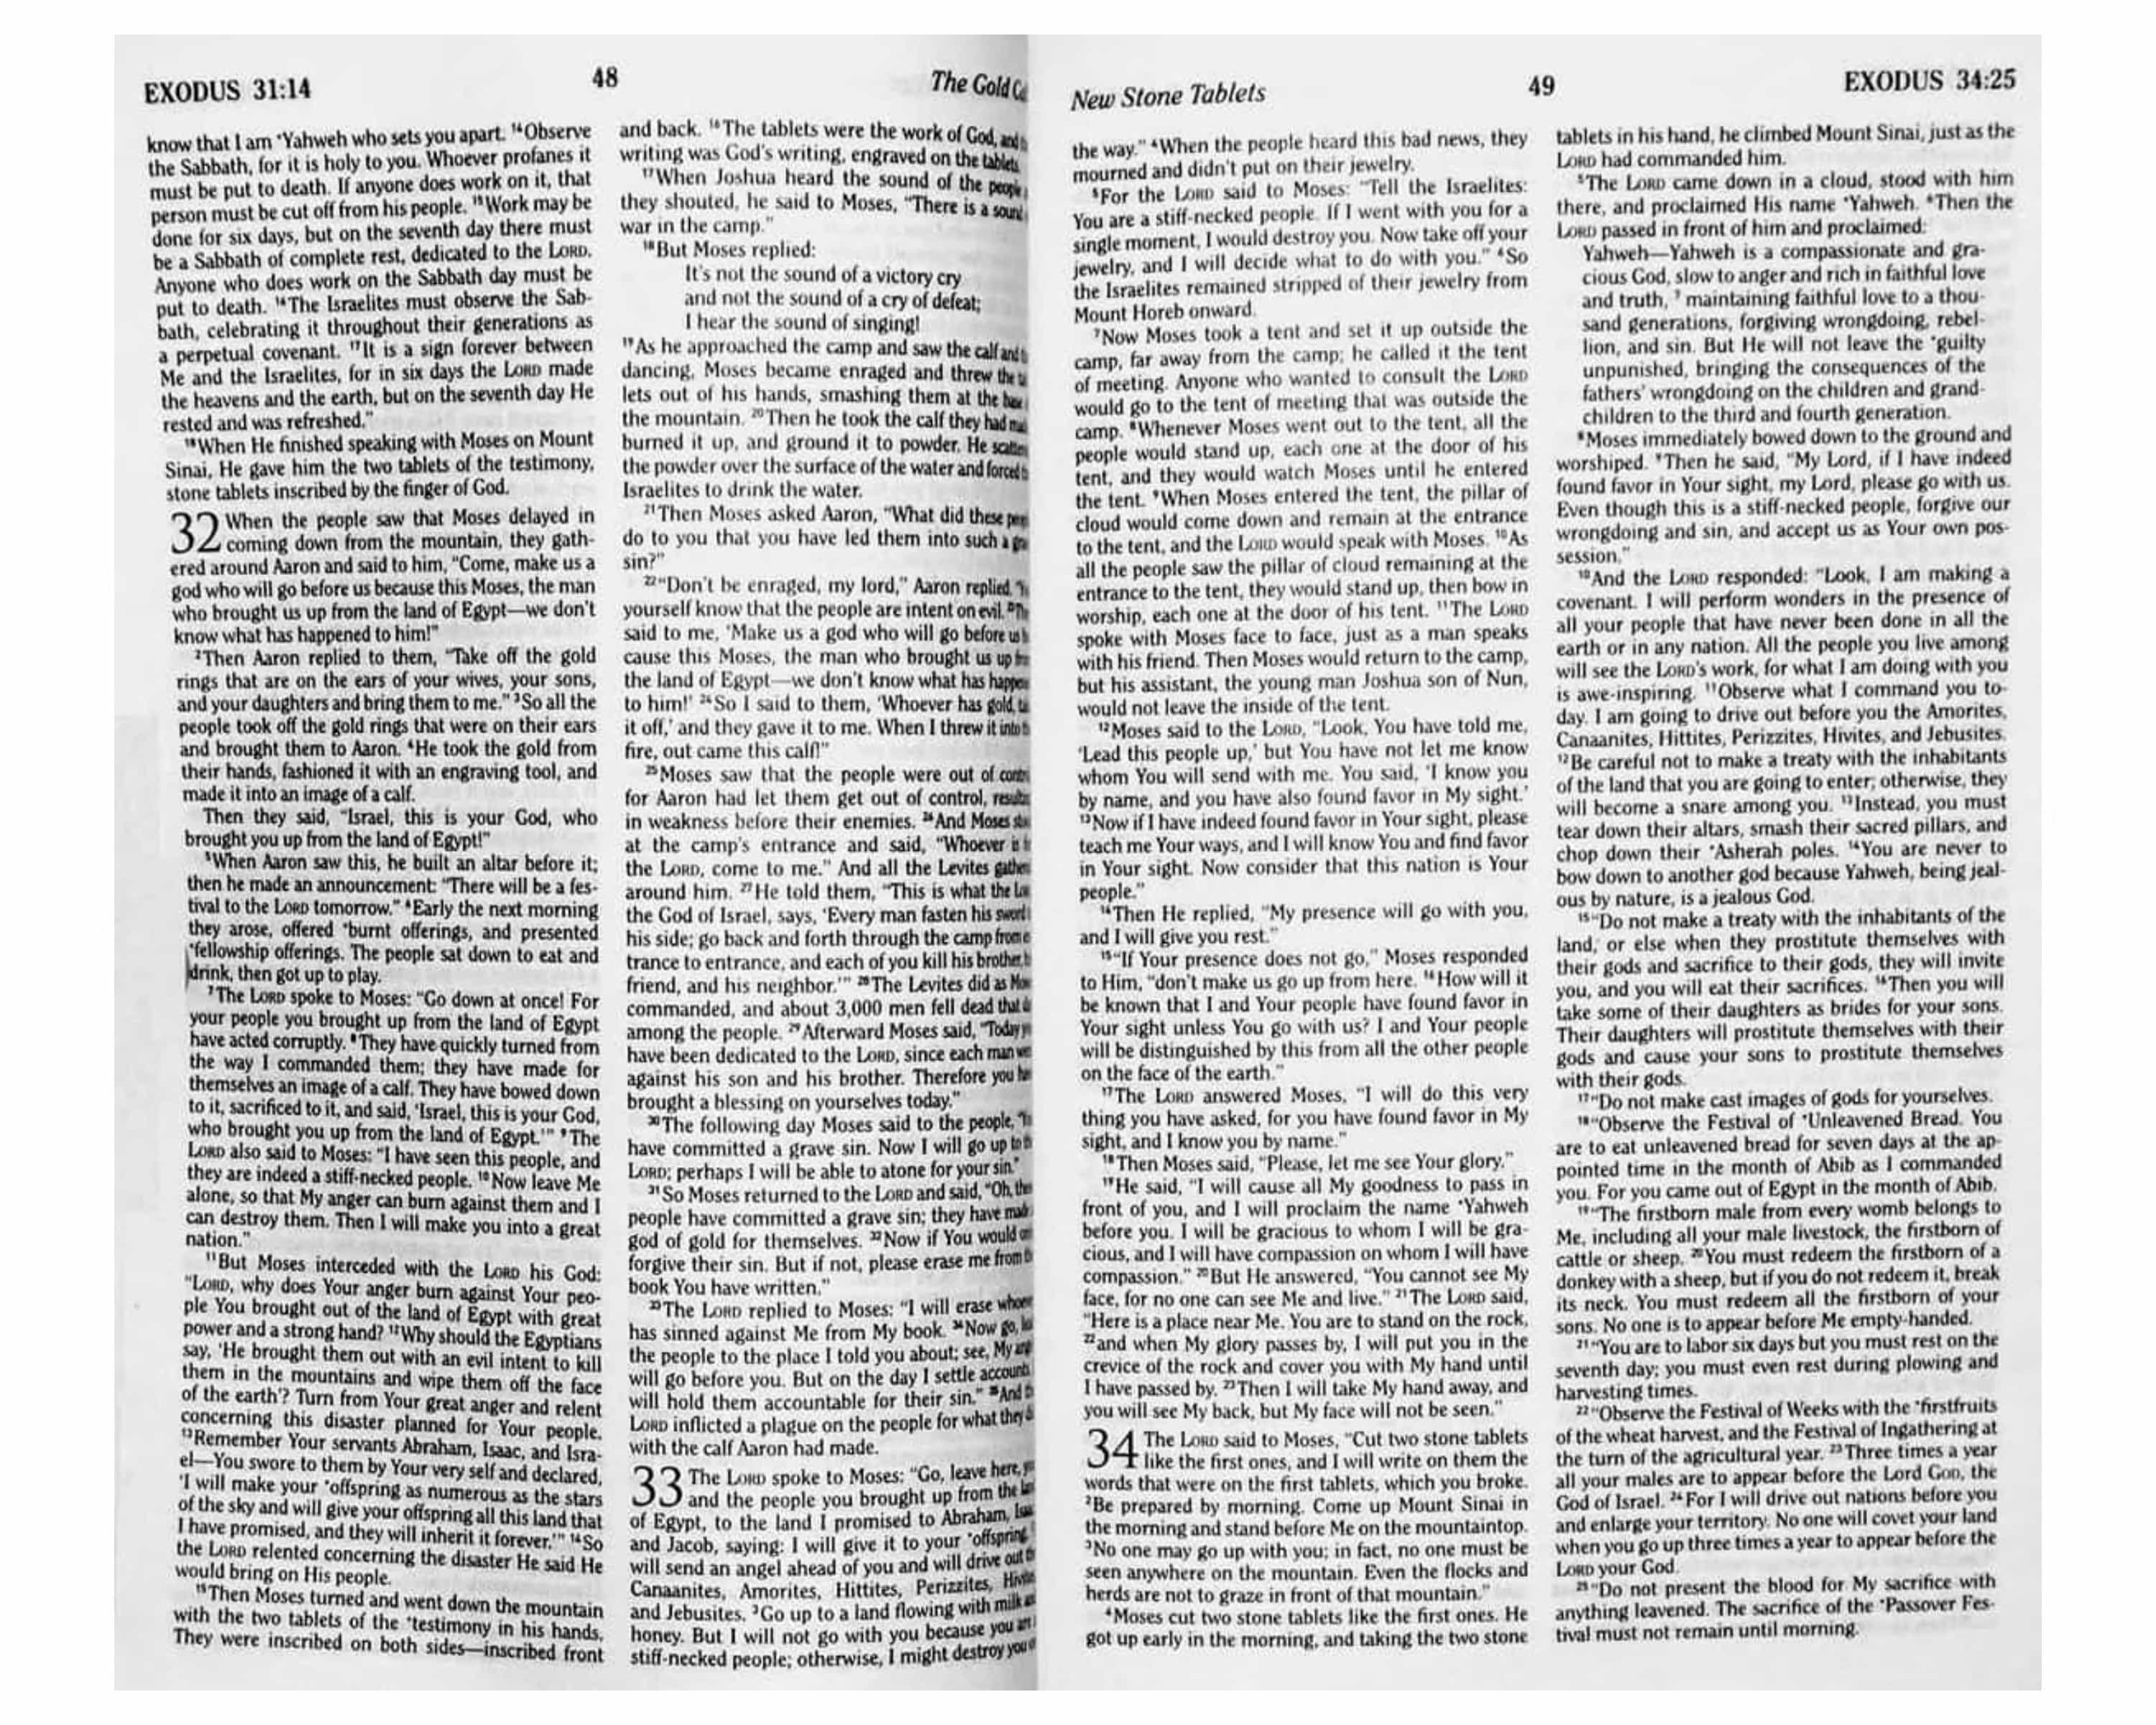 EXODUS 31:14
48
The Gold
know that I am *Yahweh who sets you apart. 14Observe
the Sabbath, for it is holy to you. Whoever profanes it
must be put to death. If anyone does work on it, that
person must be cut off from his people. 15Work may be
done for six days, but on the seventh day there must
be a Sabbath of complete rest, dedicated to the LORD.
Anyone who does work on the Sabbath day must be
put to death. 16The Israelites must observe the Sab-
bath, celebrating it throughout their generations as
a perpetual covenant. 17It is a sign forever between
Me and the Israelites, for in six days the LORD made
the heavens and the earth, but on the seventh day He
rested and was refreshed."
18When He finished speaking with Moses on Mount
Sinai, He gave him the two tablets of the testimony,
stone tablets inscribed by the finger of God.
32 When the people saw that Moses delayed in
coming down from the mountain, they gath-
ered around Aaron and said to him, "Come, make us a
god who will go before us because this Moses, the man
who brought us up from the land of Egypt—we don't
know what has happened to him!"
2Then Aaron replied to them, "Take off the gold
rings that are on the ears of your wives, your sons,
and your daughters and bring them to me." 3So all the
people took off the gold rings that were on their ears
and brought them to Aaron. 4He took the gold from
their hands, fashioned it with an engraving tool, and
made it into an image of a calf.
Then they said, "Israel, this is your God, who
brought you up from the land of Egypt!"
5When Aaron saw this, he built an altar before it;
then he made an announcement: "There will be a fes-
tival to the LORD tomorrow." 6Early the next morning
they arose, offered *burnt offerings, and presented
*fellowship offerings. The people sat down to eat and
drink, then got up to play.
7The LORD spoke to Moses: "Go down at once! For
your people you brought up from the land of Egypt
have acted corruptly. 8They have quickly turned from
the way I commanded them; they have made for
themselves an image of a calf. They have bowed down
to it, sacrificed to it, and said, 'Israel, this is your God,
who brought you up from the land of Egypt.'" 9The
LORD also said to Moses: "I have seen this people, and
they are indeed a stiff-necked people. 10Now leave Me
alone, so that My anger can burn against them and I
can destroy them. Then I will make you into a great
nation."
11But Moses interceded with the LORD his God:
"LORD, why does Your anger burn against Your peo-
ple You brought out of the land of Egypt with great
power and a strong hand? 12Why should the Egyptians
say, 'He brought them out with an evil intent to kill
them in the mountains and wipe them off the face
of the earth'? Turn from Your great anger and relent
concerning this disaster planned for Your people.
13Remember Your servants Abraham, Isaac, and Isra-
el—You swore to them by Your very self and declared,
'I will make your *offspring as numerous as the stars
of the sky and will give your offspring all this land that
I have promised, and they will inherit it forever.'" 14So
the LORD relented concerning the disaster He said He
would bring on His people.
15Then Moses turned and went down the mountain
with the two tablets of the *testimony in his hands.
They were inscribed on both sides—inscribed front
and back. 16The tablets were the work of God, and
writing was God's writing, engraved on the tablets.
17When Joshua heard the sound of the people
they shouted, he said to Moses, "There is a sound
war in the camp."
18But Moses replied:
It's not the sound of a victory cry
and not the sound of a cry of defeat;
I hear the sound of singing!
19As he approached the camp and saw the calf and
dancing, Moses became enraged and threw the
lets out of his hands, smashing them at the base
the mountain. 20Then he took the calf they had
burned it up, and ground it to powder. He
the powder over the surface of the water and forced
Israelites to drink the water.
21Then Moses asked Aaron, "What did these
do to you that you have led them into such a
sin?"
22"Don't be enraged, my lord," Aaron replied.
yourself know that the people are intent on evil.
said to me, 'Make us a god who will go before us
cause this Moses, the man who brought us up
the land of Egypt—we don't know what has
to him!' 24So I said to them, 'Whoever has gold,
it off,' and they gave it to me. When I threw it into
fire, out came this calf!"
25Moses saw that the people were out of
for Aaron had let them get out of control,
in weakness before their enemies. 26And Moses
at the camp's entrance and said, "Whoever is
the LORD, come to me." And all the Levites
around him. 27He told them, "This is what the
the God of Israel, says, 'Every man fasten his sword
his side; go back and forth through the camp from
trance to entrance, and each of you kill his brother,
friend, and his neighbor.'" 28The Levites did as
commanded, and about 3,000 men fell dead that
among the people. 29Afterward Moses said, "Today
have been dedicated to the LORD, since each man
against his son and his brother. Therefore you
brought a blessing on yourselves today."
30The following day Moses said to the people,
have committed a grave sin. Now I will go up to
LORD; perhaps I will be able to atone for your sin."
31So Moses returned to the LORD and said, "Oh,
people have committed a grave sin; they have
god of gold for themselves. 32Now if You would
forgive their sin. But if not, please erase me from
book You have written."
33The LORD replied to Moses: "I will erase
has sinned against Me from My book. 34Now go,
the people to the place I told you about; see, My
will go before you. But on the day I settle
will hold them accountable for their sin." 35And
LORD inflicted a plague on the people for what they
with the calf Aaron had made.
33 The LORD spoke to Moses: "Go, leave here,
and the people you brought up from the
of Egypt, to the land I promised to Abraham,
and Jacob, saying: I will give it to your *offspring.
will send an angel ahead of you and will drive out
Canaanites, Amorites, Hittites, Perizzites,
and Jebusites. 3Go up to a land flowing with milk
honey. But I will not go with you because you
stiff-necked people; otherwise, I might destroy you
New Stone Tablets
49
EXODUS 34:25
the way." 4When the people heard this bad news, they
mourned and didn't put on their jewelry.
5For the LORD said to Moses: "Tell the Israelites:
You are a stiff-necked people. If I went with you for a
single moment, I would destroy you. Now take off your
jewelry, and I will decide what to do with you." 6So
the Israelites remained stripped of their jewelry from
Mount Horeb onward.
7Now Moses took a tent and set it up outside the
camp, far away from the camp; he called it the tent
of meeting. Anyone who wanted to consult the LORD
would go to the tent of meeting that was outside the
camp. 8Whenever Moses went out to the tent, all the
people would stand up, each one at the door of his
tent, and they would watch Moses until he entered
the tent. 9When Moses entered the tent, the pillar of
cloud would come down and remain at the entrance
to the tent, and the LORD would speak with Moses. 10As
all the people saw the pillar of cloud remaining at the
entrance to the tent, they would stand up, then bow in
worship, each one at the door of his tent. 11The LORD
spoke with Moses face to face, just as a man speaks
with his friend. Then Moses would return to the camp,
but his assistant, the young man Joshua son of Nun,
would not leave the inside of the tent.
12Moses said to the LORD, "Look, You have told me,
'Lead this people up,' but You have not let me know
whom You will send with me. You said, 'I know you
by name, and you have also found favor in My sight.'
13Now if I have indeed found favor in Your sight, please
teach me Your ways, and I will know You and find favor
in Your sight. Now consider that this nation is Your
people."
14Then He replied, "My presence will go with you,
and I will give you rest."
15"If Your presence does not go," Moses responded
to Him, "don't make us go up from here. 16How will it
be known that I and Your people have found favor in
Your sight unless You go with us? I and Your people
will be distinguished by this from all the other people
on the face of the earth."
17The LORD answered Moses, "I will do this very
thing you have asked, for you have found favor in My
sight, and I know you by name."
18Then Moses said, "Please, let me see Your glory."
19He said, "I will cause all My goodness to pass in
front of you, and I will proclaim the name *Yahweh
before you. I will be gracious to whom I will be gra-
cious, and I will have compassion on whom I will have
compassion." 20But He answered, "You cannot see My
face, for no one can see Me and live." 21The LORD said,
"Here is a place near Me. You are to stand on the rock,
22and when My glory passes by, I will put you in the
crevice of the rock and cover you with My hand until
I have passed by. 23Then I will take My hand away, and
you will see My back, but My face will not be seen."
34 The LORD said to Moses, "Cut two stone tablets
like the first ones, and I will write on them the
words that were on the first tablets, which you broke.
2Be prepared by morning. Come up Mount Sinai in
the morning and stand before Me on the mountaintop.
3No one may go up with you; in fact, no one must be
seen anywhere on the mountain. Even the flocks and
herds are not to graze in front of that mountain."
4Moses cut two stone tablets like the first ones. He
got up early in the morning, and taking the two stone
tablets in his hand, he climbed Mount Sinai, just as the
LORD had commanded him.
5The LORD came down in a cloud, stood with him
there, and proclaimed His name *Yahweh. 6Then the
LORD passed in front of him and proclaimed:
Yahweh—Yahweh is a compassionate and gra-
cious God, slow to anger and rich in faithful love
and truth, 7 maintaining faithful love to a thou-
sand generations, forgiving wrongdoing, rebel-
lion, and sin. But He will not leave the *guilty
unpunished, bringing the consequences of the
fathers' wrongdoing on the children and grand-
children to the third and fourth generation.
8Moses immediately bowed down to the ground and
worshiped. 9Then he said, "My Lord, if I have indeed
found favor in Your sight, my Lord, please go with us.
Even though this is a stiff-necked people, forgive our
wrongdoing and sin, and accept us as Your own pos-
session."
10And the LORD responded: "Look, I am making a
covenant. I will perform wonders in the presence of
all your people that have never been done in all the
earth or in any nation. All the people you live among
will see the LORD's work, for what I am doing with you
is awe-inspiring. 11Observe what I command you to-
day. I am going to drive out before you the Amorites,
Canaanites, Hittites, Perizzites, Hivites, and Jebusites.
12Be careful not to make a treaty with the inhabitants
of the land that you are going to enter; otherwise, they
will become a snare among you. 13Instead, you must
tear down their altars, smash their sacred pillars, and
chop down their *Asherah poles. 14You are never to
bow down to another god because Yahweh, being jeal-
ous by nature, is a jealous God.
15"Do not make a treaty with the inhabitants of the
land, or else when they prostitute themselves with
their gods and sacrifice to their gods, they will invite
you, and you will eat their sacrifices. 16Then you will
take some of their daughters as brides for your sons.
Their daughters will prostitute themselves with their
gods and cause your sons to prostitute themselves
with their gods.
17"Do not make cast images of gods for yourselves.
18"Observe the Festival of *Unleavened Bread. You
are to eat unleavened bread for seven days at the ap-
pointed time in the month of Abib as I commanded
you. For you came out of Egypt in the month of Abib.
19"The firstborn male from every womb belongs to
Me, including all your male livestock, the firstborn of
cattle or sheep. 20You must redeem the firstborn of a
donkey with a sheep, but if you do not redeem it, break
its neck. You must redeem all the firstborn of your
sons. No one is to appear before Me empty-handed.
21"You are to labor six days but you must rest on the
seventh day; you must even rest during plowing and
harvesting times.
22"Observe the Festival of Weeks with the *firstfruits
of the wheat harvest, and the Festival of Ingathering at
the turn of the agricultural year. 23Three times a year
all your males are to appear before the Lord GOD, the
God of Israel. 24For I will drive out nations before you
and enlarge your territory. No one will covet your land
when you go up three times a year to appear before the
LORD your God.
25"Do not present the blood for My sacrifice with
anything leavened. The sacrifice of the *Passover Fes-
tival must not remain until morning.